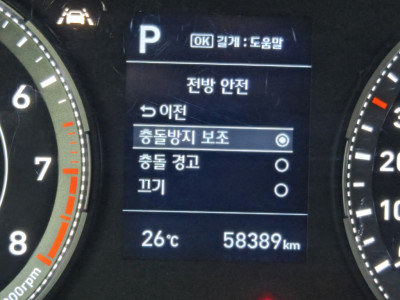 P OK 길게 : 도움말
전방 안전
이전
충돌방지 보조
충돌 경고
끄기
26℃ 58389km
6
7
8